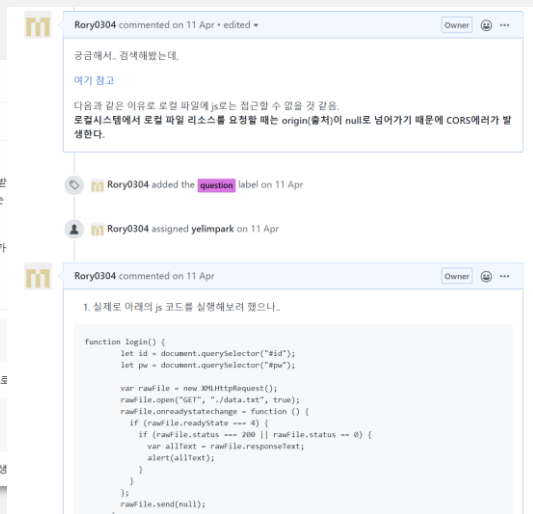 Rory0304 commented on 11 Apr • edited
Owner
궁금해서.. 검색해봤는데,
여기 참고
다음과 같은 이유로 로컬 파일에 js로는 접근할 수 없을 것 같음.
로컬시스템에서 로컬 파일 리소스를 요청할 때는 origin(출처)이 null로 넘어가기 때문에 CORS에러가 발
생한다.
Rory0304 added the question label on 11 Apr
Rory0304 assigned yelimpark on 11 Apr
Rory0304 commented on 11 Apr
Owner
1. 실제로 아래의 js 코드를 실행해보려 했으나..
function login() {
let id = document.querySelector("#id");
let pw = document.querySelector("#pw");
var rawFile = new XMLHttpRequest();
rawFile.open("GET", "./data.txt", true);
rawFile.onreadystatechange = function () {
if (rawFile.readyState === 4) {
if (rawFile.status === 200 || rawFile.status == 0) {
var allText = rawFile.responseText;
alert(allText);
}
}
};
rawFile.send(null);